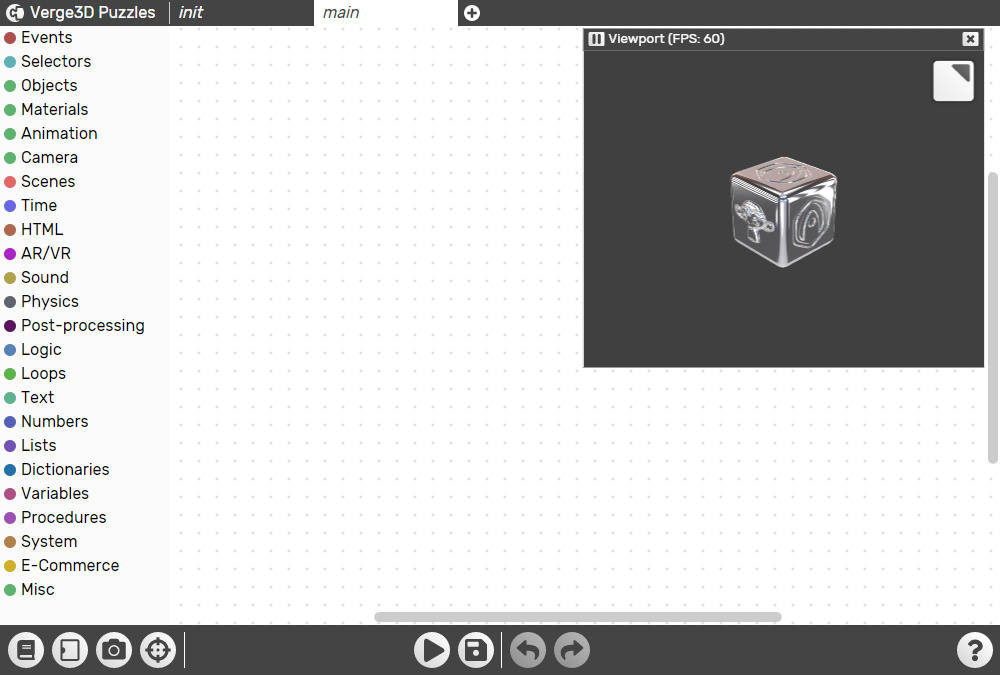 Verge3D Puzzles
init
main
Viewport (FPS: 60)
Events
Selectors
Objects
Materials
Animation
Camera
Scenes
Time
HTML
AR/VR
Sound
Physics
Post-processing
Logic
Loops
Text
Numbers
Lists
Dictionaries
Variables
Procedures
System
E-Commerce
Misc
?